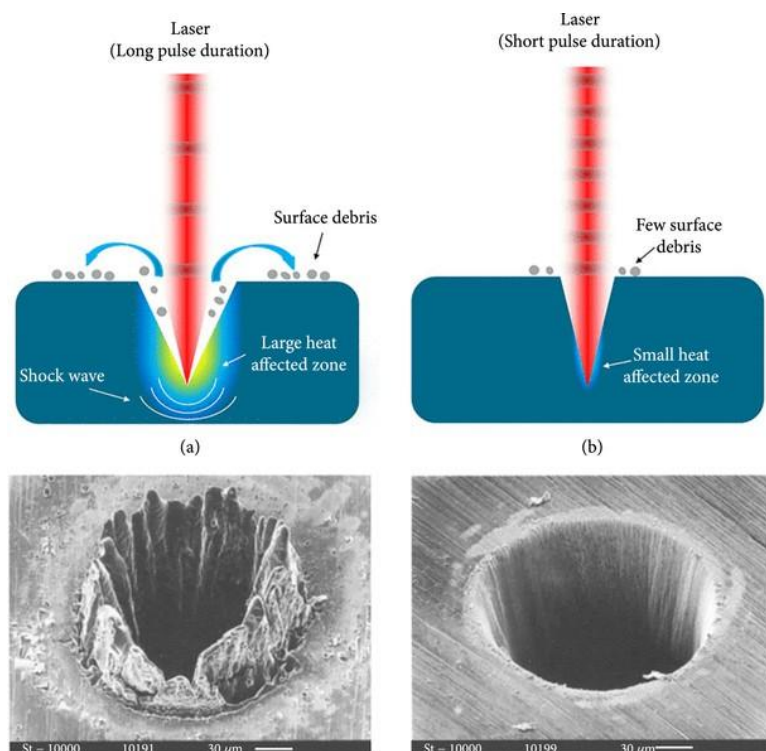 Laser
(Long pulse duration)
Laser
(Short pulse duration)
Surface debris
Few surface
debris
Large heat
affected zone
Shock wave
Small heat
affected zone
(a)
(b)
St – 10000 10191 30 μm
St – 10000 10199 30 μm